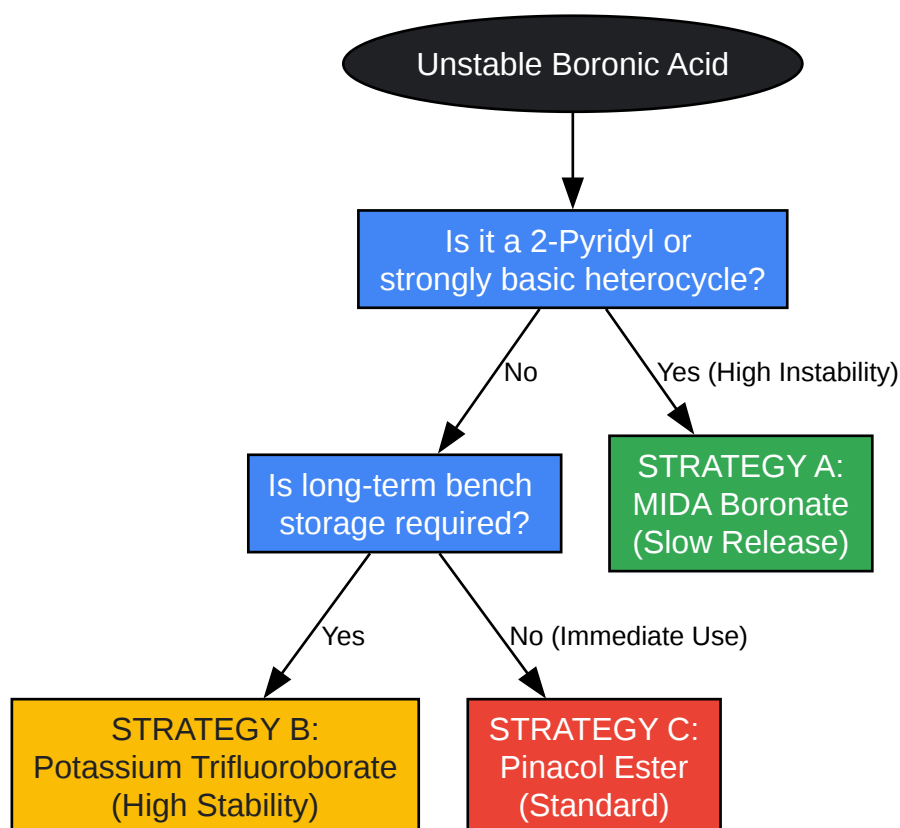 Unstable Boronic Acid
Is it a 2-Pyridyl or
strongly basic heterocycle?
No
Yes (High Instability)
STRATEGY A:
MIDA Boronate
(Slow Release)
Is long-term bench
storage required?
Yes
No (Immediate Use)
STRATEGY B:
Potassium Trifluoroborate
(High Stability)
STRATEGY C:
Pinacol Ester
(Standard)